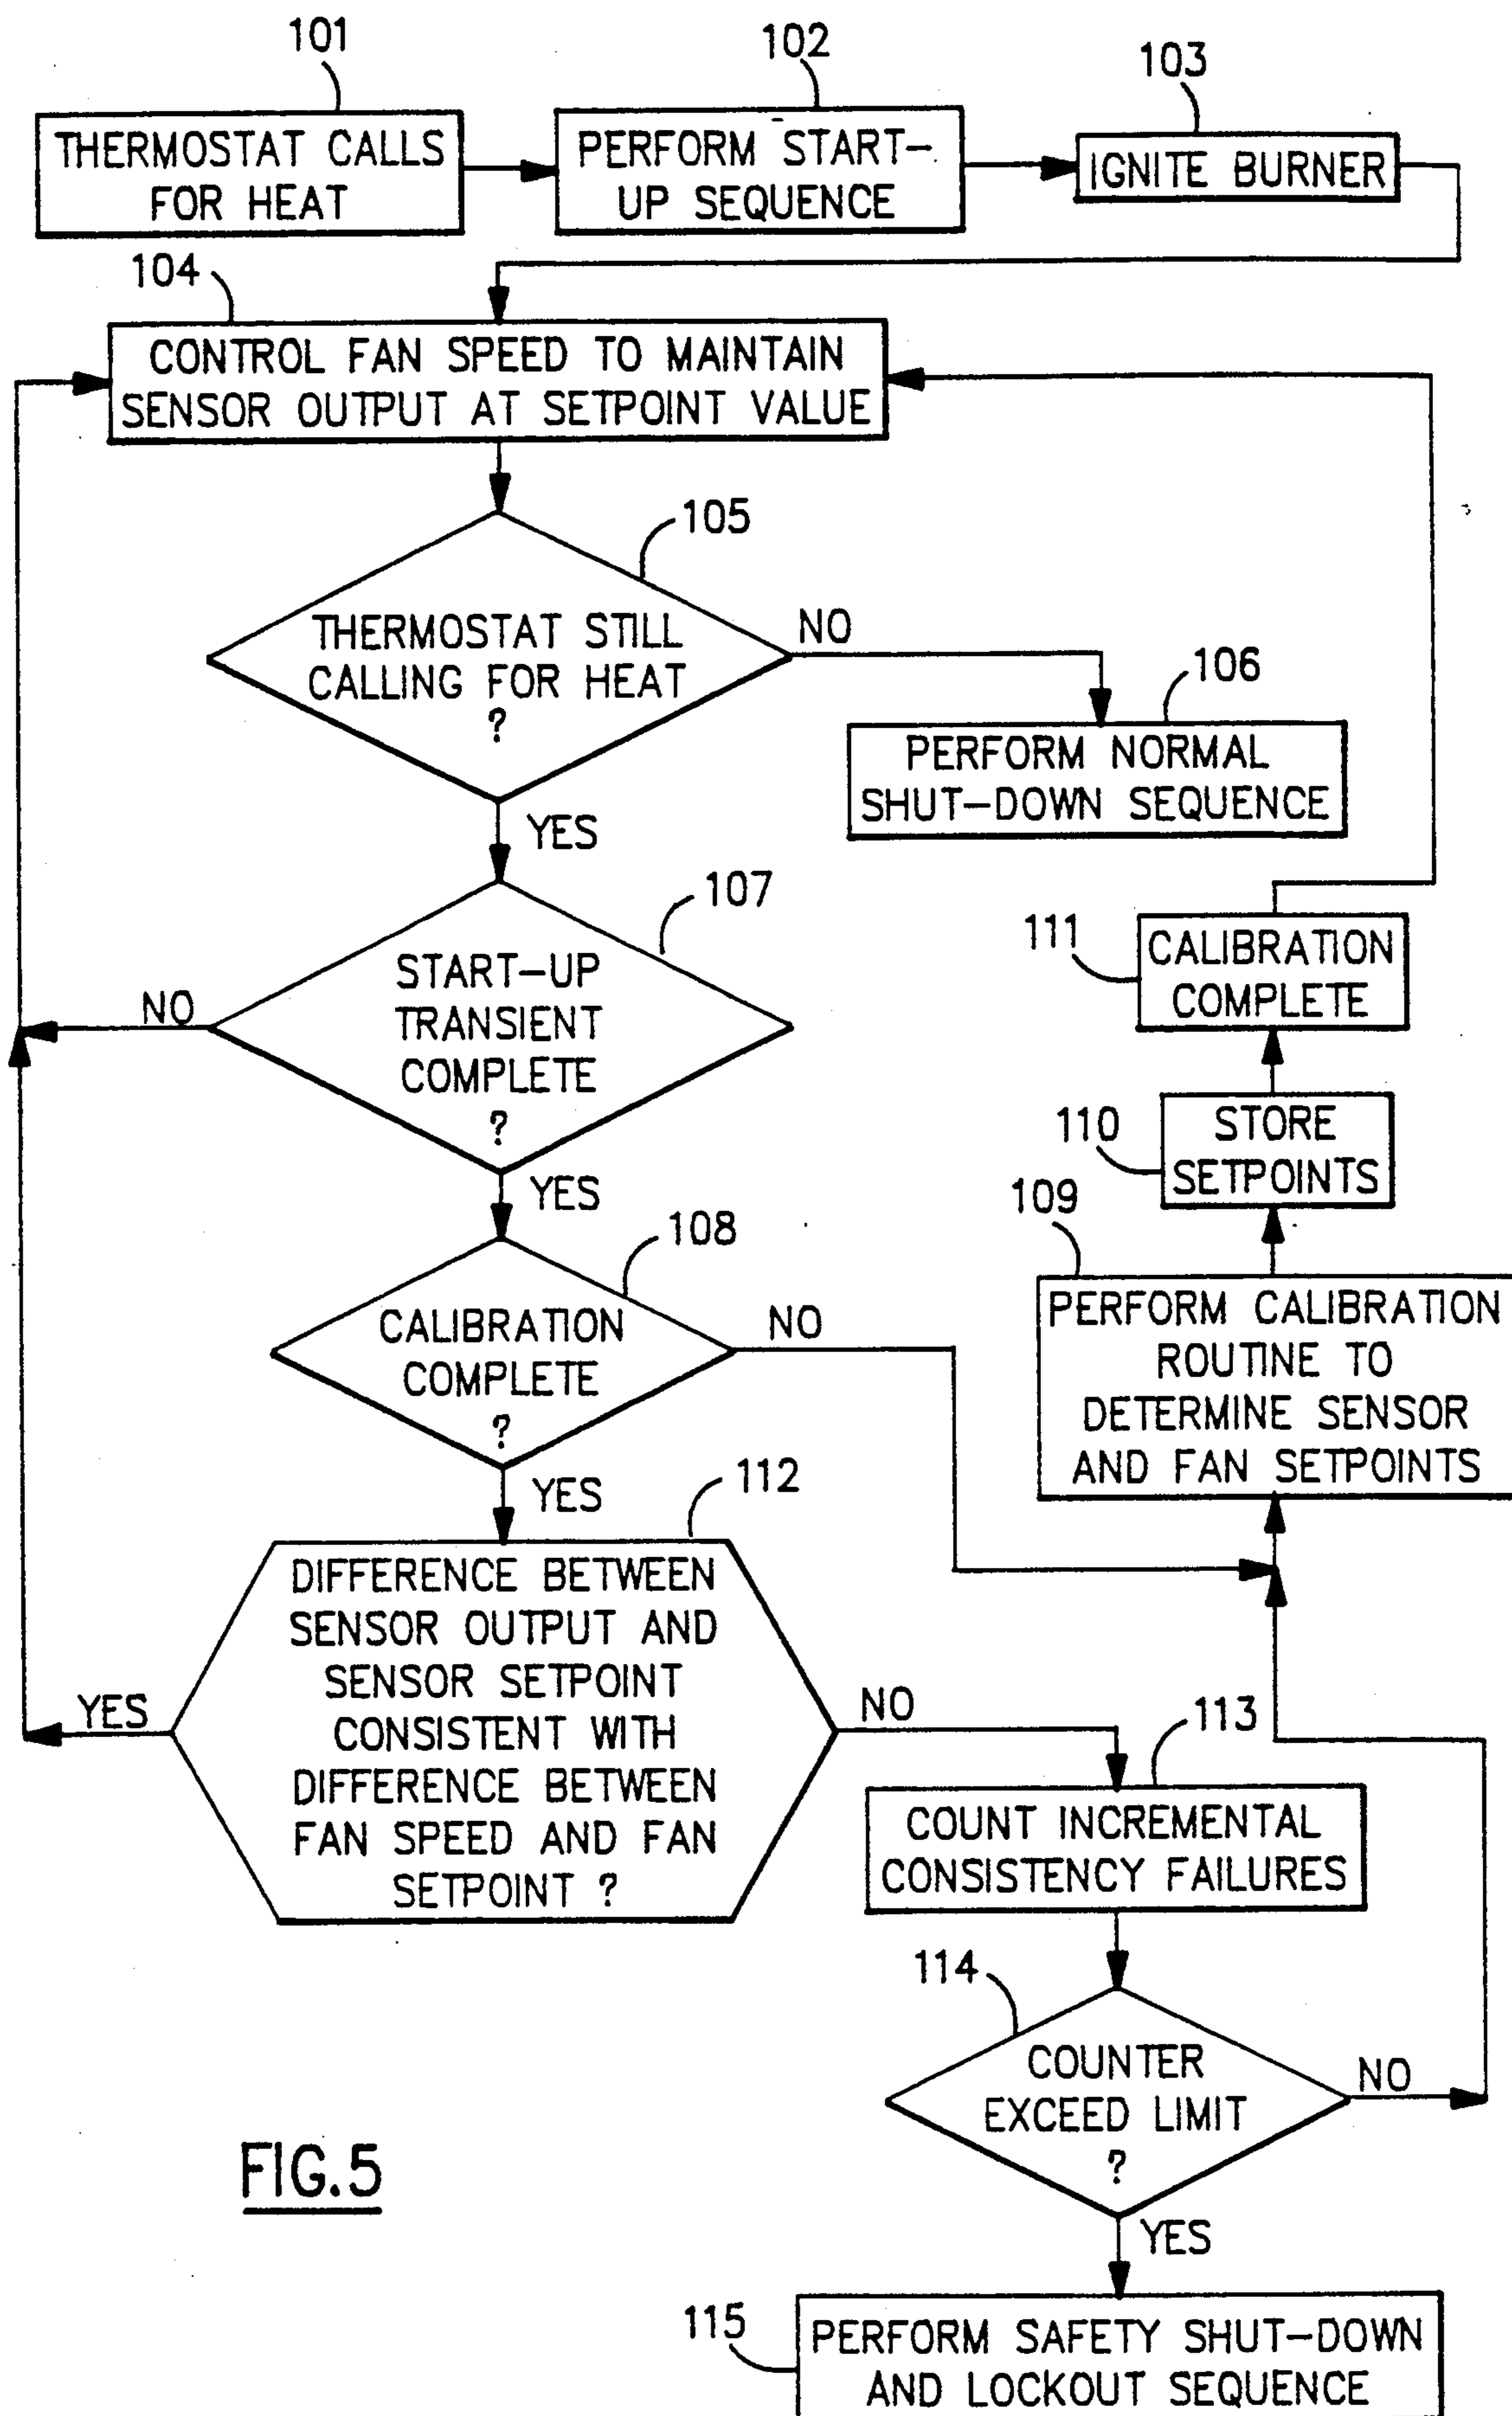 101
102
103
THERMOSTAT CALLS
FOR HEAT
PERFORM START-
UP SEQUENCE
IGNITE BURNER
104
CONTROL FAN SPEED TO MAINTAIN
SENSOR OUTPUT AT SETPOINT VALUE
105
THERMOSTAT STILL
CALLING FOR HEAT
?
NO
YES
106
PERFORM NORMAL
SHUT-DOWN SEQUENCE
107
START-UP
TRANSIENT
COMPLETE
?
NO
YES
111
CALIBRATION
COMPLETE
110
STORE
SETPOINTS
108
CALIBRATION
COMPLETE
?
NO
YES
109
PERFORM CALIBRATION
ROUTINE TO
DETERMINE SENSOR
AND FAN SETPOINTS
112
DIFFERENCE BETWEEN
SENSOR OUTPUT AND
SENSOR SETPOINT
CONSISTENT WITH
DIFFERENCE BETWEEN
FAN SPEED AND FAN
SETPOINT ?
YES
NO
113
COUNT INCREMENTAL
CONSISTENCY FAILURES
114
COUNTER
EXCEED LIMIT
?
NO
YES
115
PERFORM SAFETY SHUT-DOWN
AND LOCKOUT SEQUENCE
FIG.5